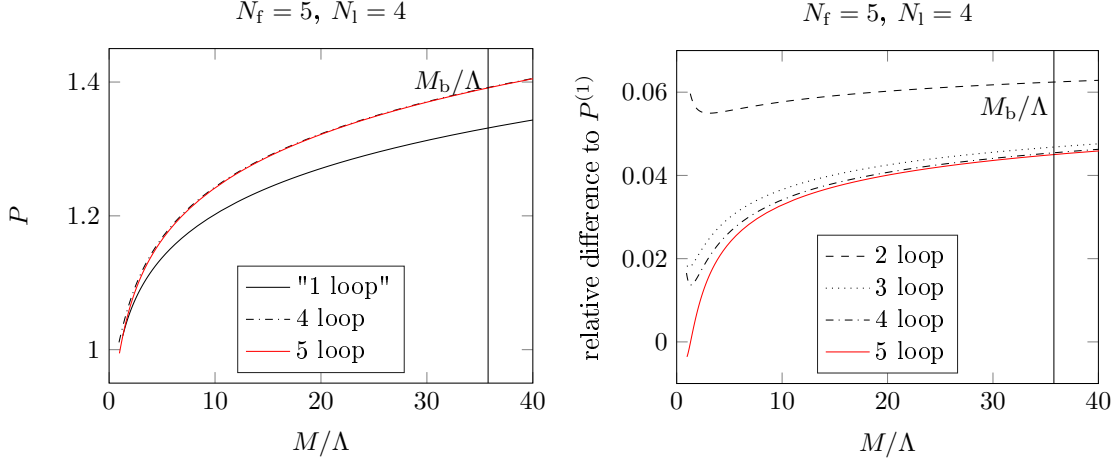 N_f = 5, N_l = 4
P
1
1.2
1.4
M_b/Λ
"1 loop"
4 loop
5 loop
0
10
20
30
40
M/Λ
N_f = 5, N_l = 4
relative difference to P^(1)
0
0.02
0.04
0.06
M_b/Λ
2 loop
3 loop
4 loop
5 loop
0
10
20
30
40
M/Λ